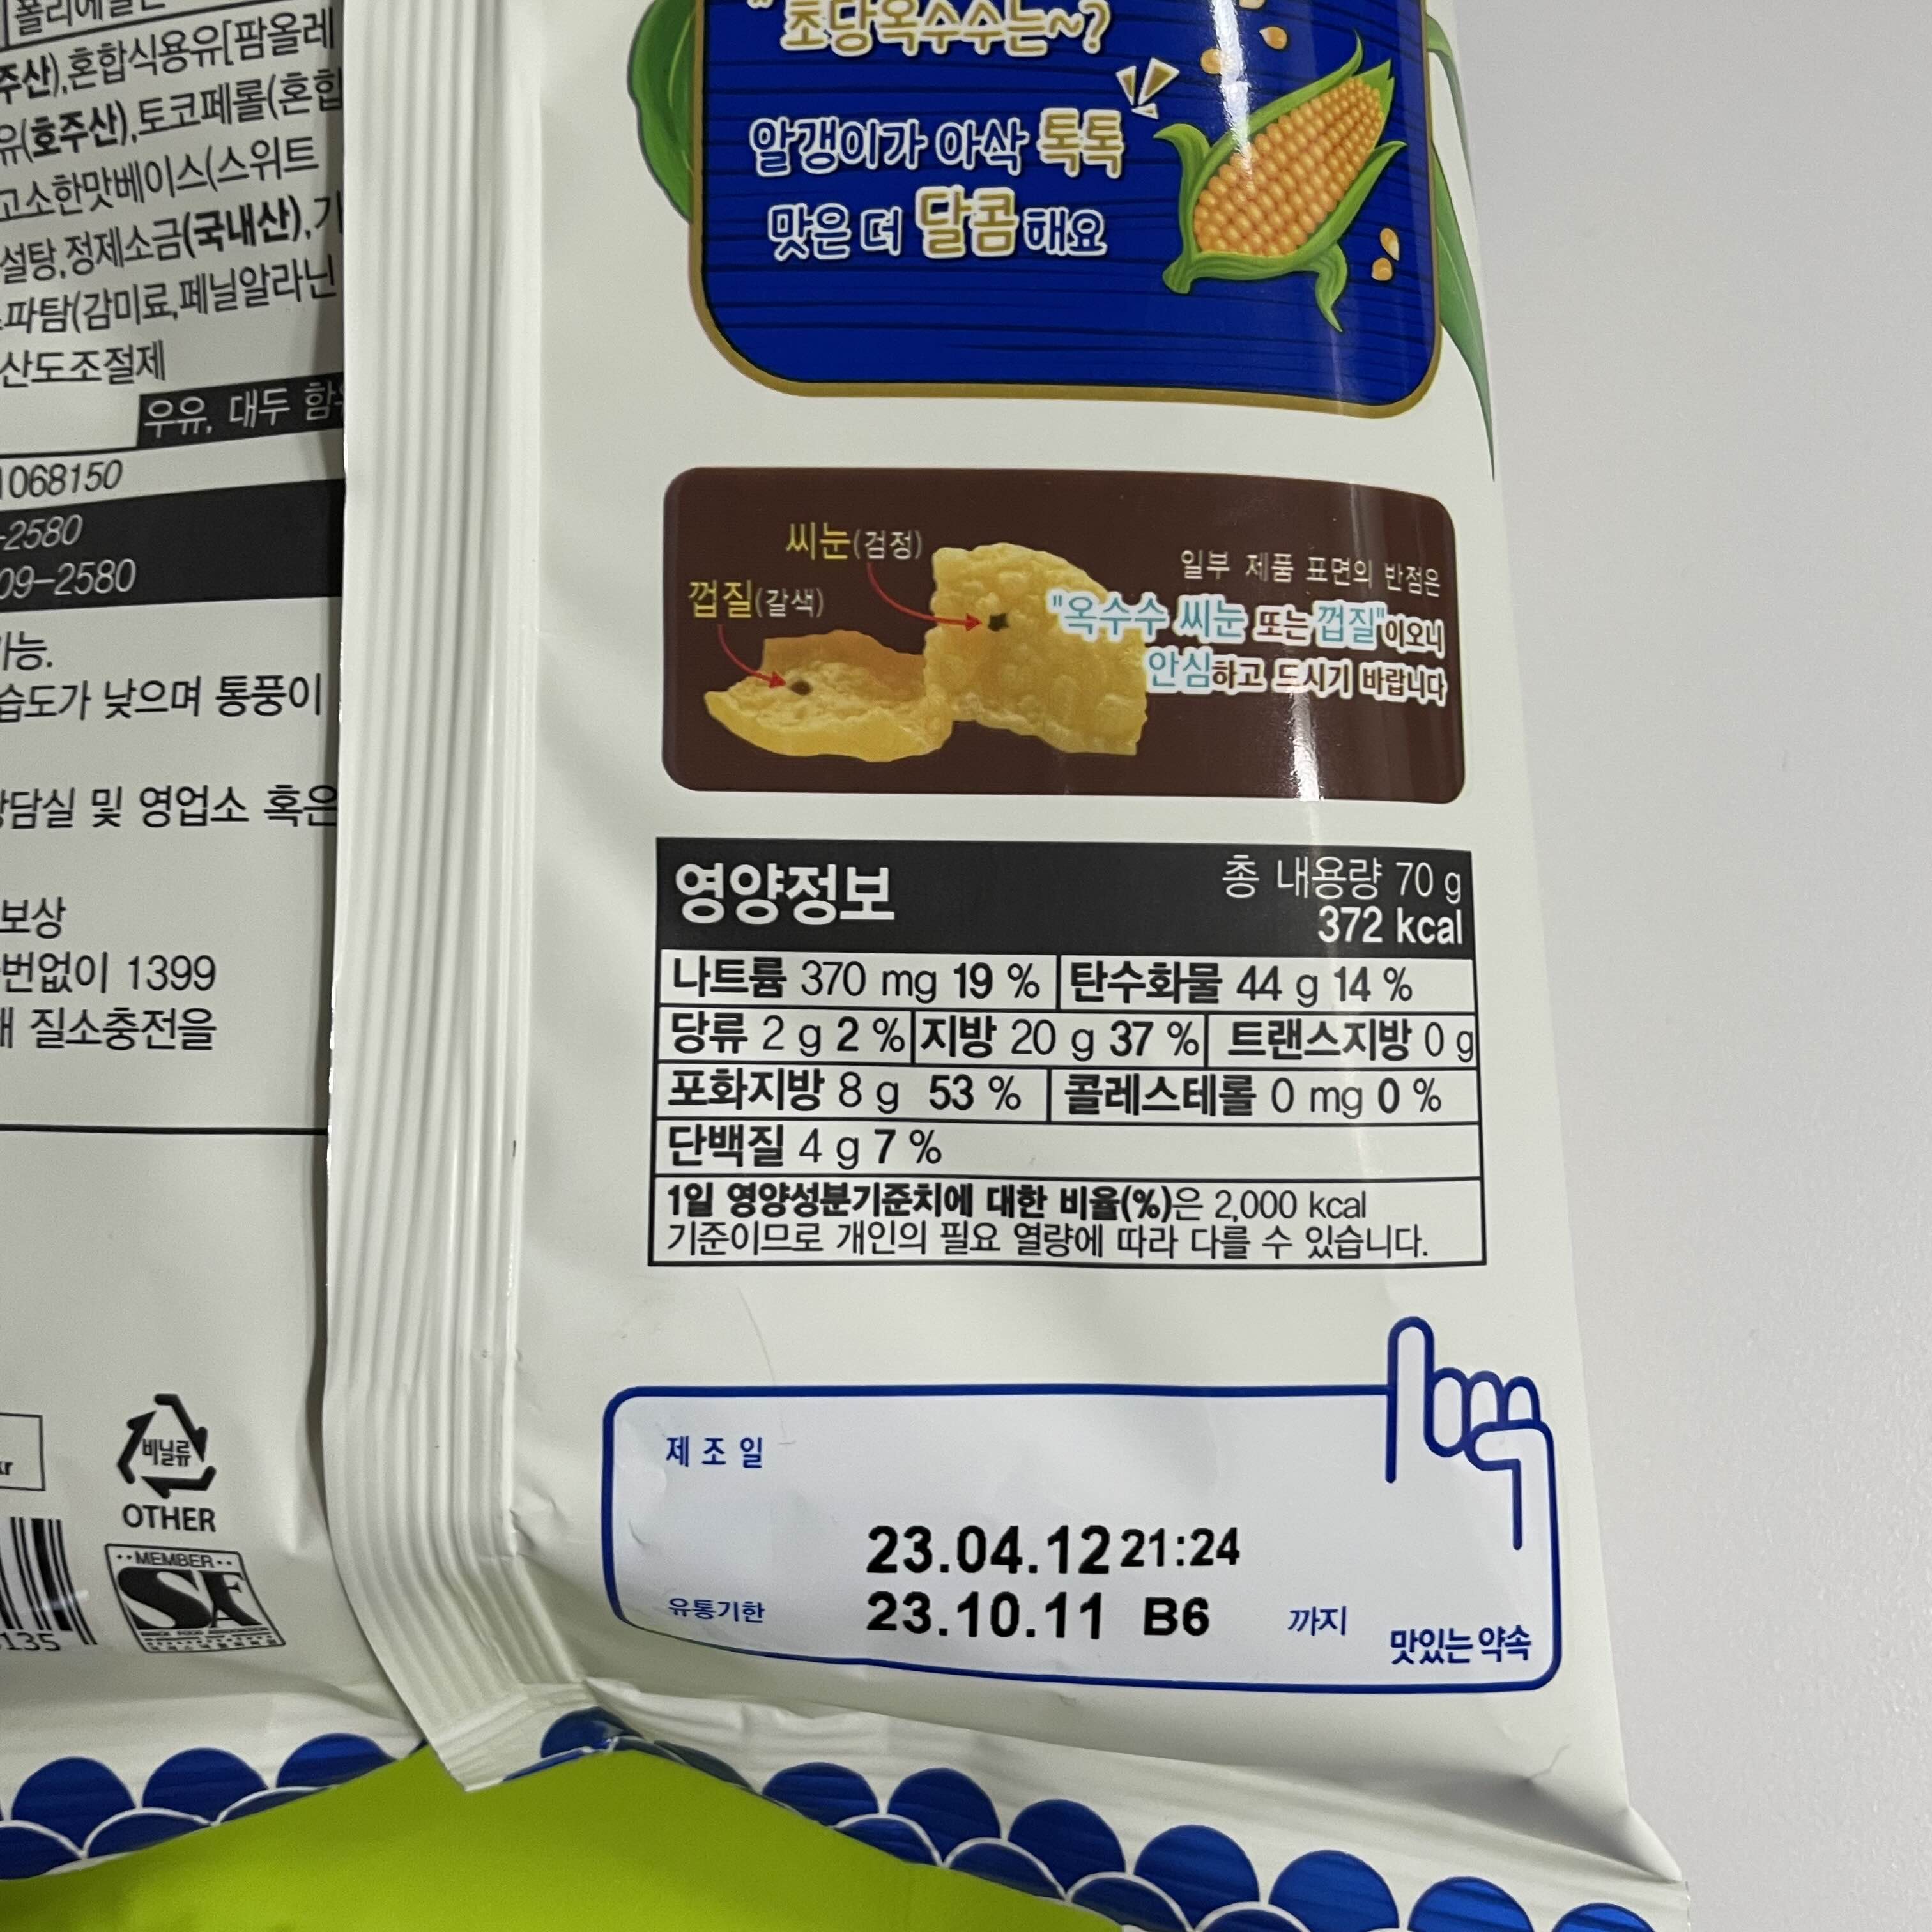 주산),혼합식용유[팜올레
유(호주산),토코페롤(혼합
고소한맛베이스(스위트
설탕,정제소금(국내산),가
파탐(감미료,페닐알라닌
산도조절제
우유, 대두
1068150
-2580
09-2580
능.
습도가 낮으며 통풍이
담실 및 영업소 혹은
보상
번없이 1399
질소충전을
비닐류
OTHER
MEMBER
135
"초당옥수수는~?
알갱이가 아삭 톡톡
맛은 더 달콤해요
씨눈(검정)
껍질(갈색)
일부 제품 표면의 반점은
"옥수수 씨눈 또는 껍질"이오니
안심하고 드시기 바랍니다
영양정보
총 내용량 70 g
372 kcal
나트륨 370 mg 19 % 탄수화물 44 g 14 %
당류 2 g 2 % 지방 20 g 37 % 트랜스지방 0 g
포화지방 8 g 53 % 콜레스테롤 0 mg 0 %
단백질 4 g 7 %
1일 영양성분기준치에 대한 비율(%)은 2,000 kcal
기준이므로 개인의 필요 열량에 따라 다를 수 있습니다.
제조일
23.04.12 21:24
유통기한 23.10.11 B6 까지
맛있는 약속